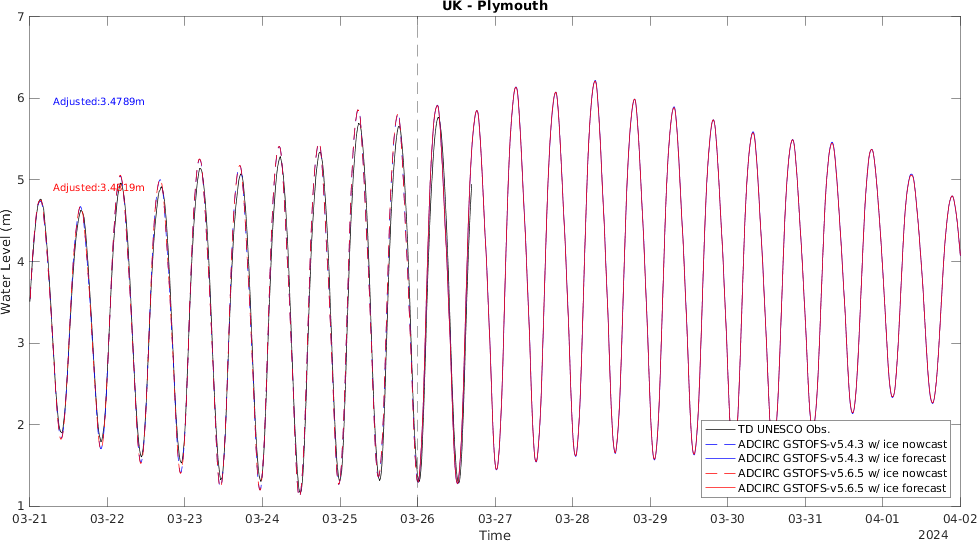 UK - Plymouth
7
6
5
4
3
2
1
Water Level (m)
Adjusted:3.4789m
Adjusted:3.4819m
TD UNESCO Obs.
ADCIRC GSTOFS-v5.4.3 w/ ice nowcast
ADCIRC GSTOFS-v5.4.3 w/ ice forecast
ADCIRC GSTOFS-v5.6.5 w/ ice nowcast
ADCIRC GSTOFS-v5.6.5 w/ ice forecast
03-21 03-22 03-23 03-24 03-25 03-26 03-27 03-28 03-29 03-30 03-31 04-01 04-02
Time
2024